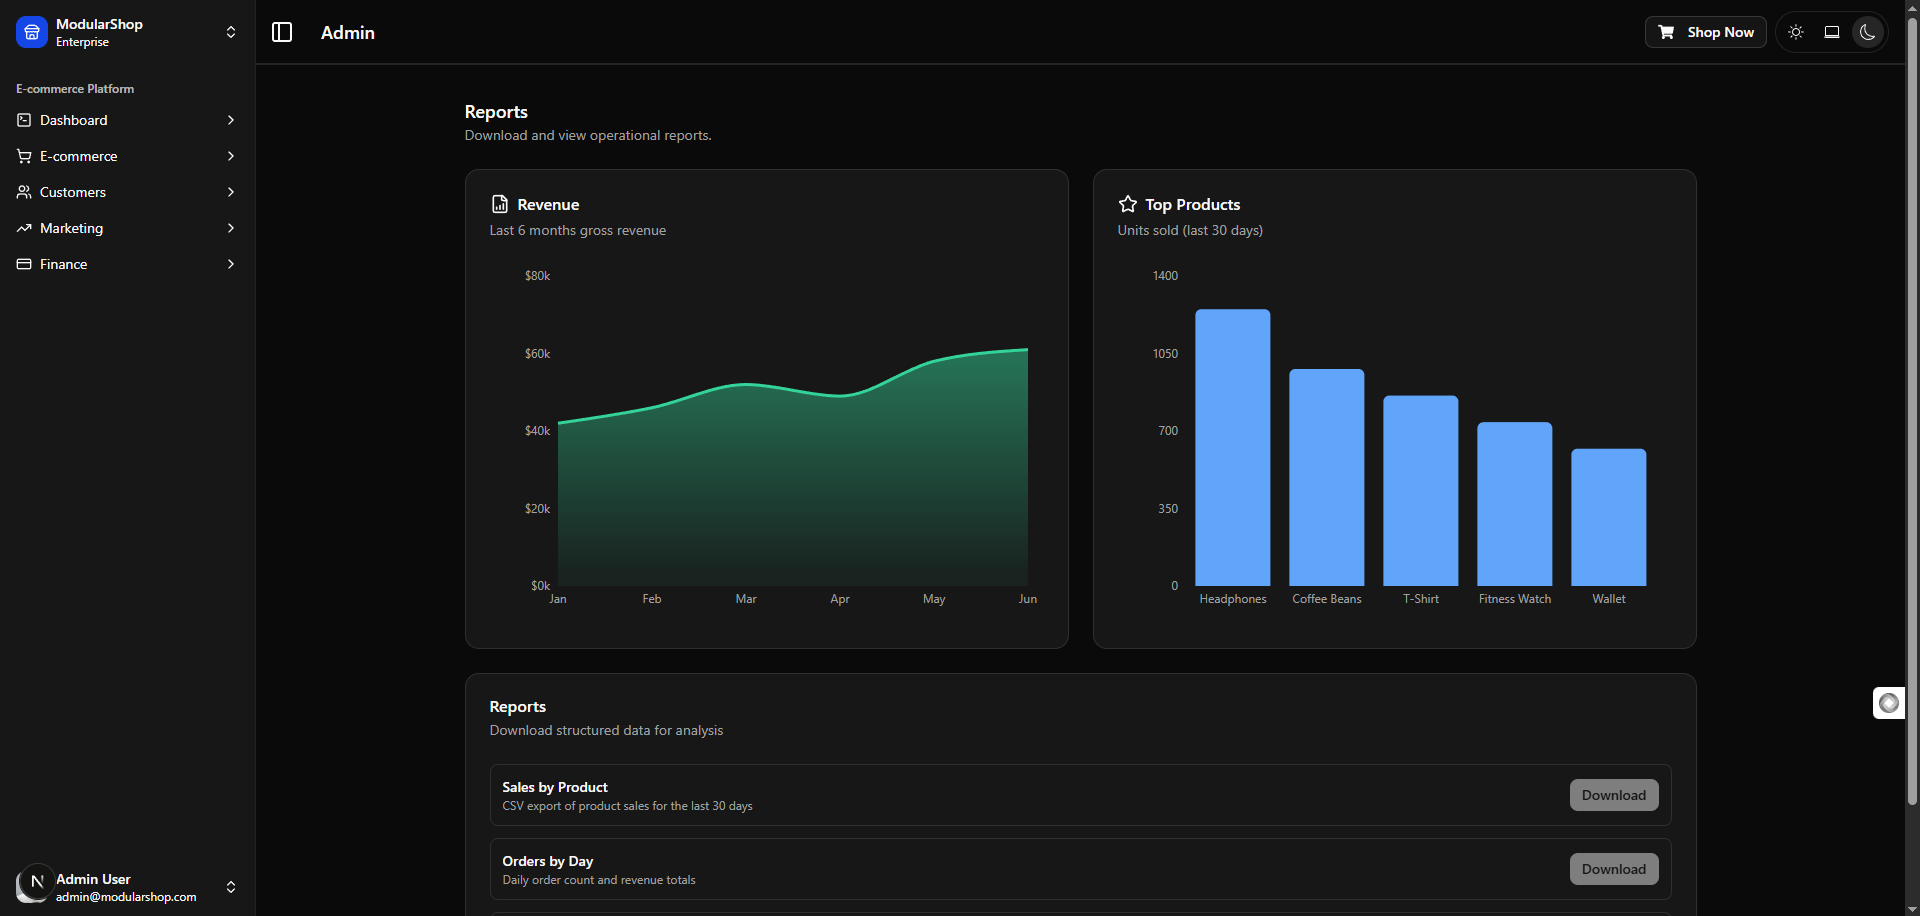 ModularShop
Enterprise
E-commerce Platform
Dashboard
E-commerce
Customers
Marketing
Finance
N
Admin User
admin@modularshop.com
Admin
Shop Now
Reports
Download and view operational reports.
Revenue
Last 6 months gross revenue
$80k
$60k
$40k
$20k
$0k
Jan Feb Mar Apr May Jun
Top Products
Units sold (last 30 days)
1400
1050
700
350
0
Headphones Coffee Beans T-Shirt Fitness Watch Wallet
Reports
Download structured data for analysis
Sales by Product
CSV export of product sales for the last 30 days
Download
Orders by Day
Daily order count and revenue totals
Download